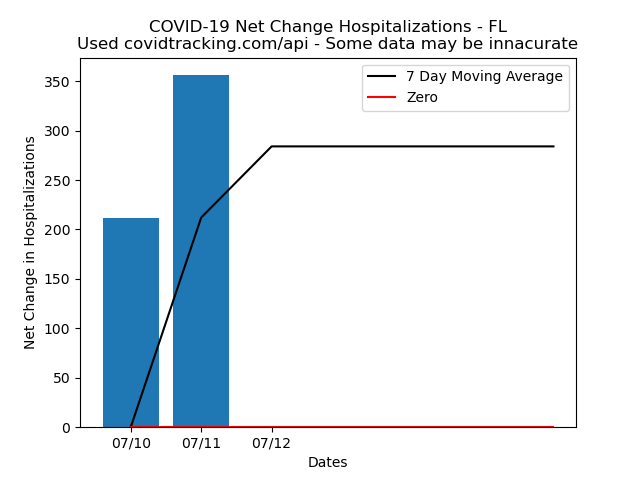 COVID-19 Net Change Hospitalizations - FL
Used covidtracking.com/api - Some data may be innacurate
7 Day Moving Average
Zero
Net Change in Hospitalizations
350
300
250
200
150
100
50
0
07/10 07/11 07/12
Dates